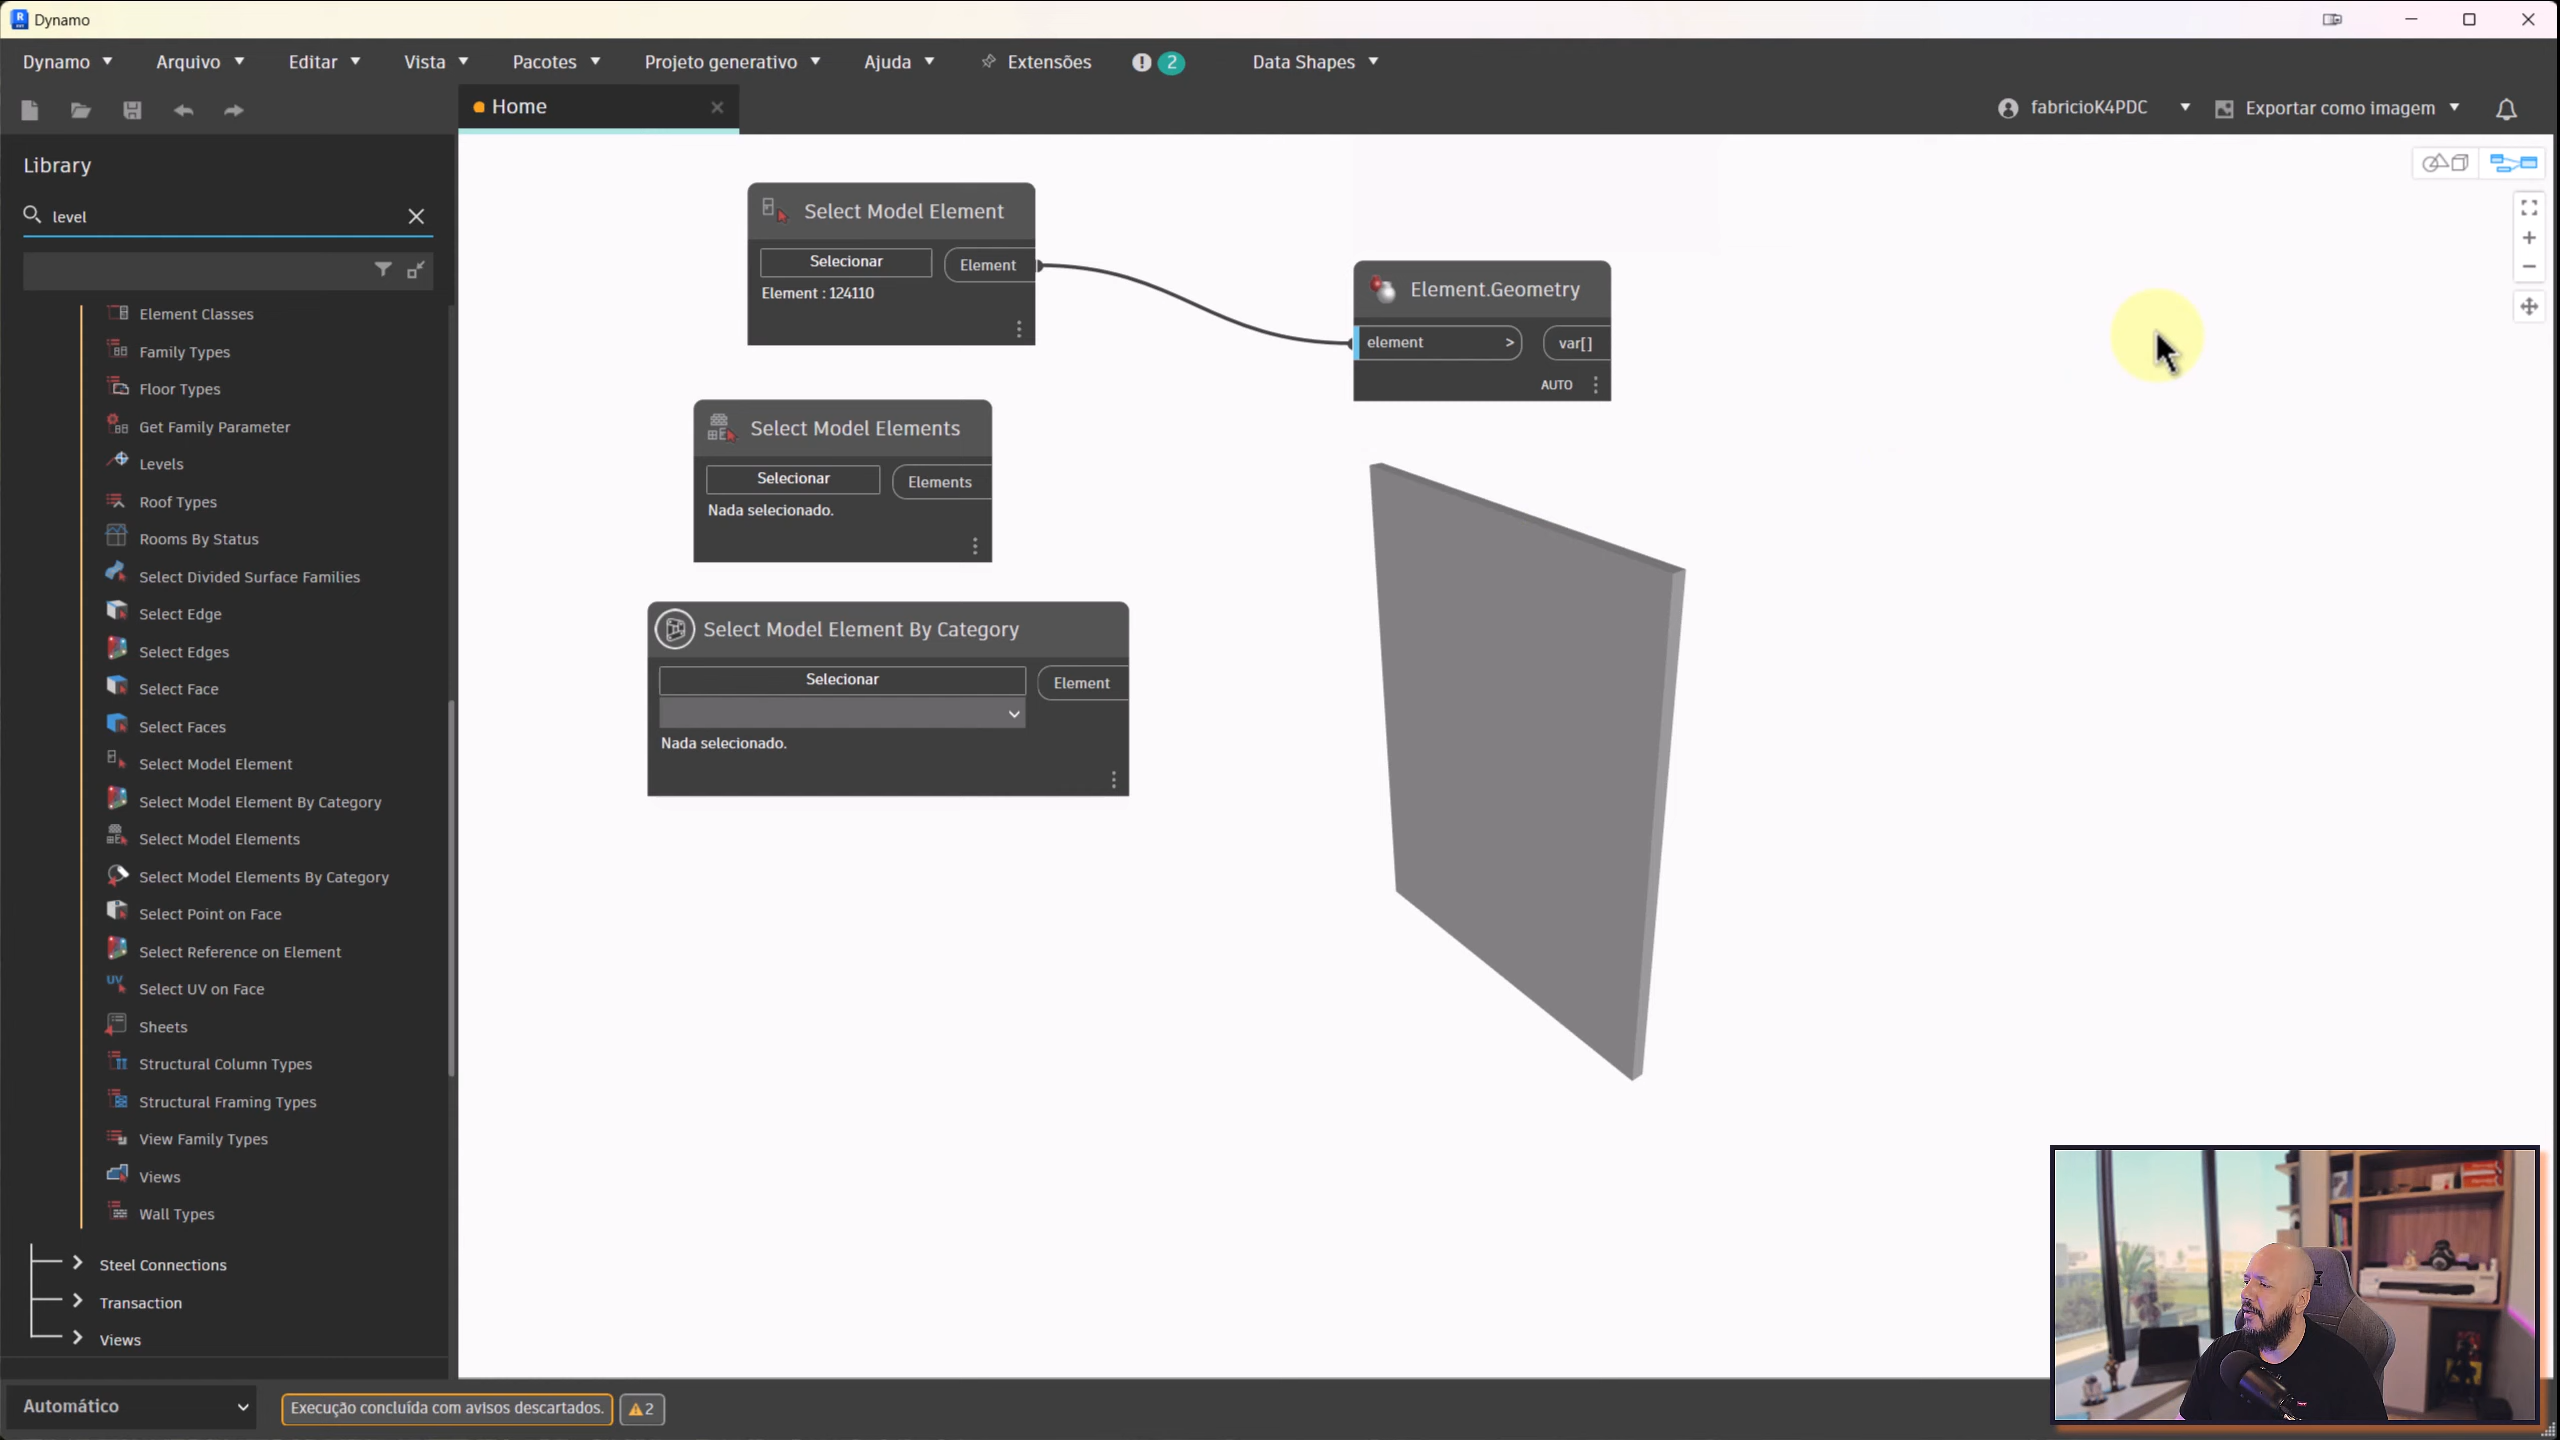 Dynamo
Dynamo
Arquivo
Editar
Vista
Pacotes
Projeto generativo
Ajuda
Extensões
2
Data Shapes
Home
fabricioK4PDC
Exportar como imagem
Library
level
Element Classes
Family Types
Floor Types
Get Family Parameter
Levels
Roof Types
Rooms By Status
Select Divided Surface Families
Select Edge
Select Edges
Select Face
Select Faces
Select Model Element
Select Model Element By Category
Select Model Elements
Select Model Elements By Category
Select Point on Face
Select Reference on Element
Select UV on Face
Sheets
Structural Column Types
Structural Framing Types
View Family Types
Views
Wall Types
Steel Connections
Transaction
Views
Select Model Element
Selecionar
Element
Element : 124110
Element.Geometry
element >
var[]
AUTO
Select Model Elements
Selecionar
Elements
Nada selecionado.
Select Model Element By Category
Selecionar
Element
Nada selecionado.
Automático
Execução concluída com avisos descartados.
2